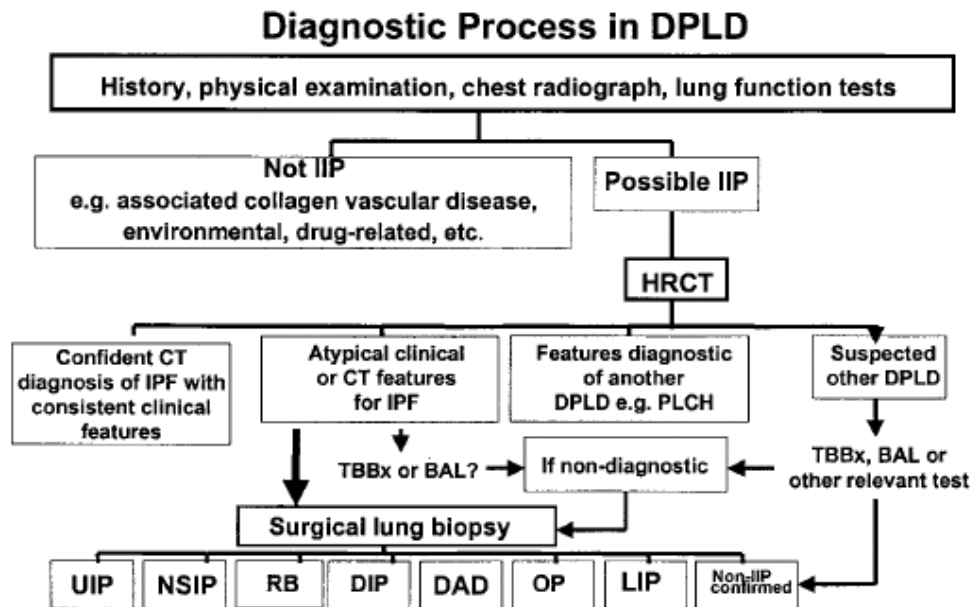 Diagnostic Process in DPLD
History, physical examination, chest radiograph, lung function tests
Not IIP
e.g. associated collagen vascular disease,
environmental, drug-related, etc.
Possible IIP
HRCT
Confident CT
diagnosis of IPF with
consistent clinical
features
Atypical clinical
or CT features
for IPF
Features diagnostic
of another
DPLD e.g. PLCH
Suspected
other DPLD
TBBx or BAL?
If non-diagnostic
TBBx, BAL or
other relevant test
Surgical lung biopsy
UIP
NSIP
RB
DIP
DAD
OP
LIP
Non-IIP
confirmed